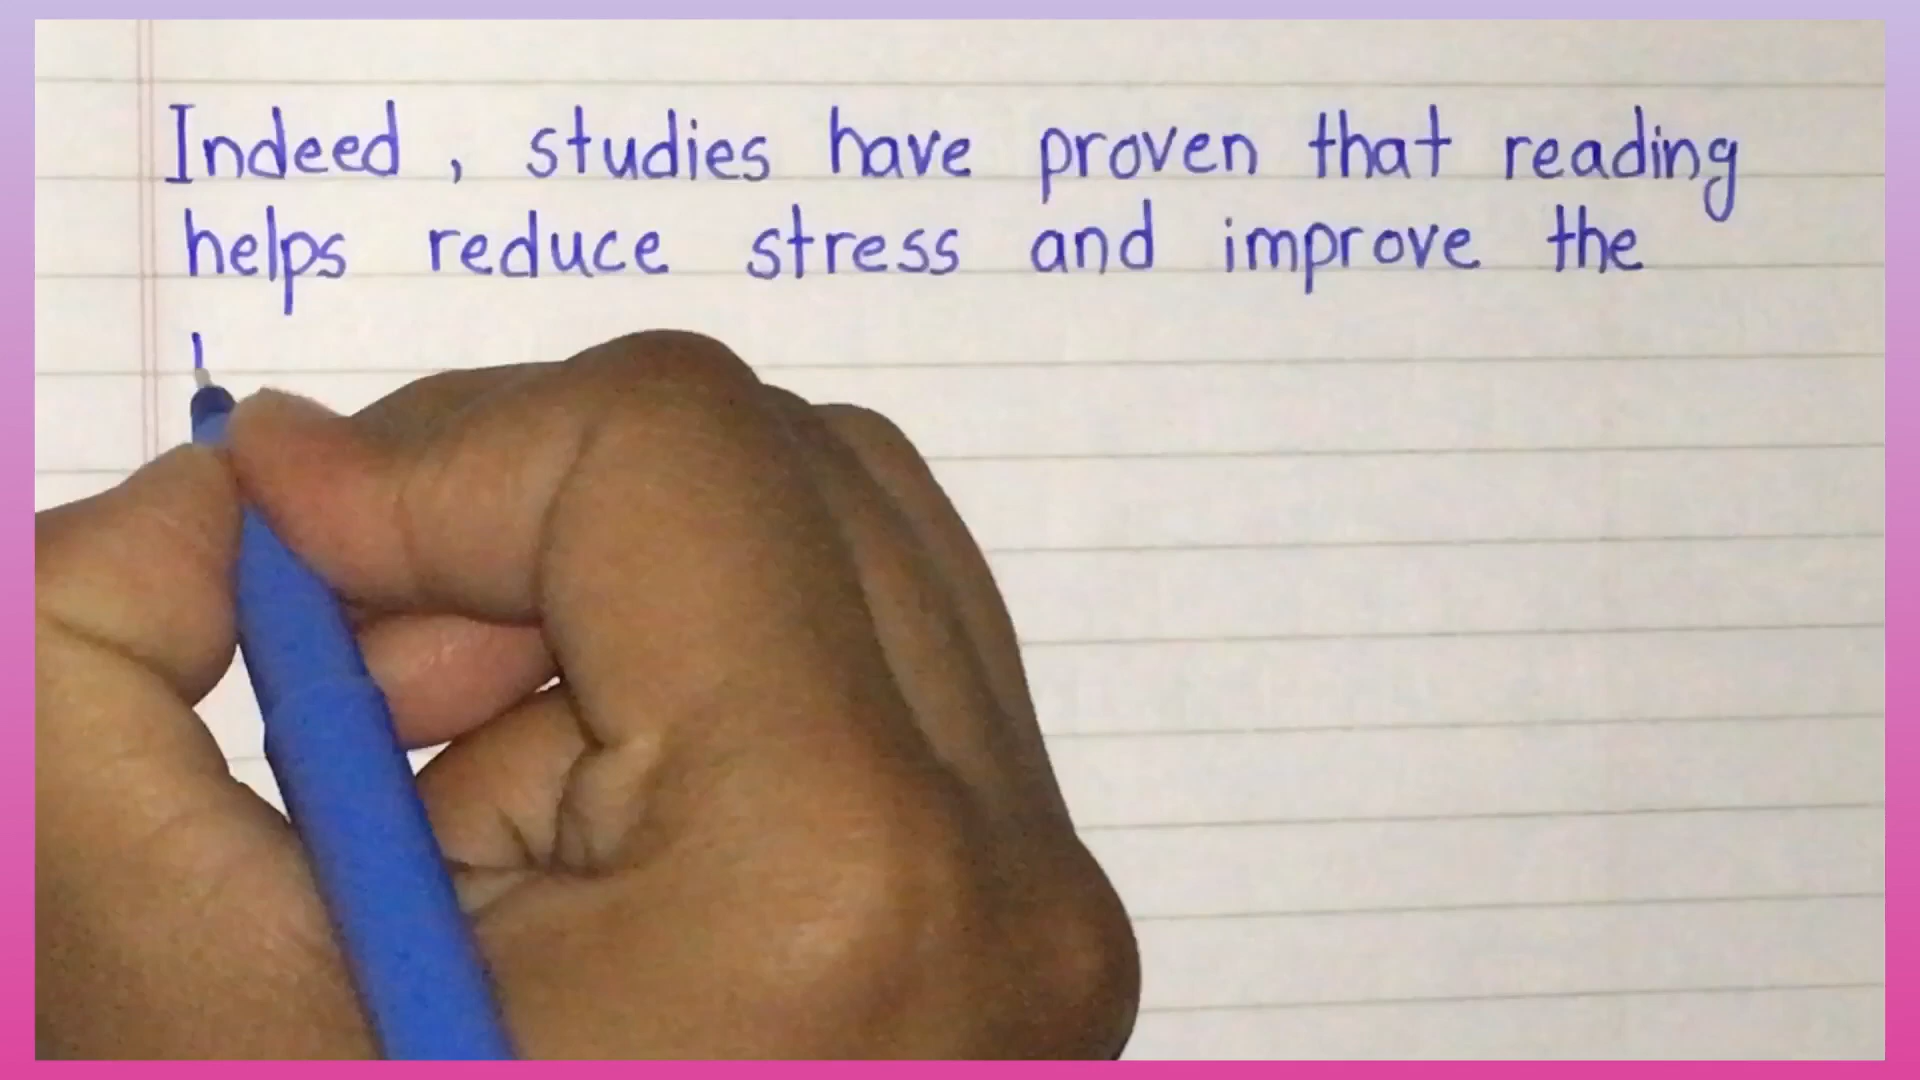 Indeed , studies have proven that reading
helps reduce stress and improve the